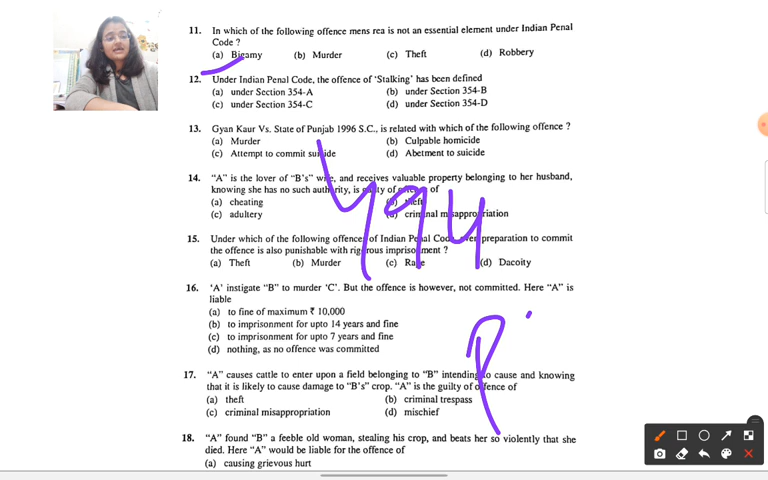 11. In which of the following offence mens rea is not an essential element under Indian Penal
Code ?
(a) Bigamy (b) Murder (c) Theft (d) Robbery
12. Under Indian Penal Code, the offence of 'Stalking' has been defined
(a) under Section 354-A (b) under Section 354-B
(c) under Section 354-C (d) under Section 354-D
13. Gyan Kaur Vs. State of Punjab 1996 S.C., is related with which of the following offence ?
(a) Murder (b) Culpable homicide
(c) Attempt to commit suicide (d) Abetment to suicide
14. "A" is the lover of "B's" wife, and receives valuable property belonging to her husband,
knowing she has no such authority, is guilty of offence of
(a) cheating (b) theft
(c) adultery (d) criminal misappropriation
15. Under which of the following offence of Indian Penal Code even preparation to commit
the offence is also punishable with rigorous imprisonment ?
(a) Theft (b) Murder (c) Rape (d) Dacoity
494
16. 'A' instigate "B" to murder 'C'. But the offence is however, not committed. Here "A" is
liable
(a) to fine of maximum ₹ 10,000
(b) to imprisonment for upto 14 years and fine
(c) to imprisonment for upto 7 years and fine
(d) nothing, as no offence was committed
17. "A" causes cattle to enter upon a field belonging to "B" intending to cause and knowing
that it is likely to cause damage to "B's" crop. "A" is the guilty of offence of
(a) theft (b) criminal trespass
(c) criminal misappropriation (d) mischief
18. "A" found "B" a feeble old woman, stealing his crop, and beats her so violently that she
died. Here "A" would be liable for the offence of
(a) causing grievous hurt